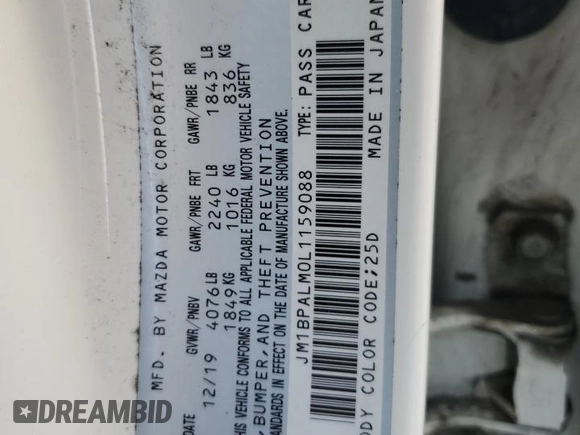 MFD. BY MAZDA MOTOR CORPORATION
DATE GVWR/PNBV GAWR/PNBE FRT GAWR/PNBE RR
12/19 4076LB 2240 LB 1843 LB
1849KG 1016 KG 836 KG
THIS VEHICLE CONFORMS TO ALL APPLICABLE FEDERAL MOTOR VEHICLE SAFETY
BUMPER, AND THEFT PREVENTION
STANDARDS IN EFFECT ON THE DATE OF MANUFACTURE SHOWN ABOVE.
JM1BPALM0L1159088 TYPE: PASS CAR
BODY COLOR CODE;25D MADE IN JAPAN
DREAMBID